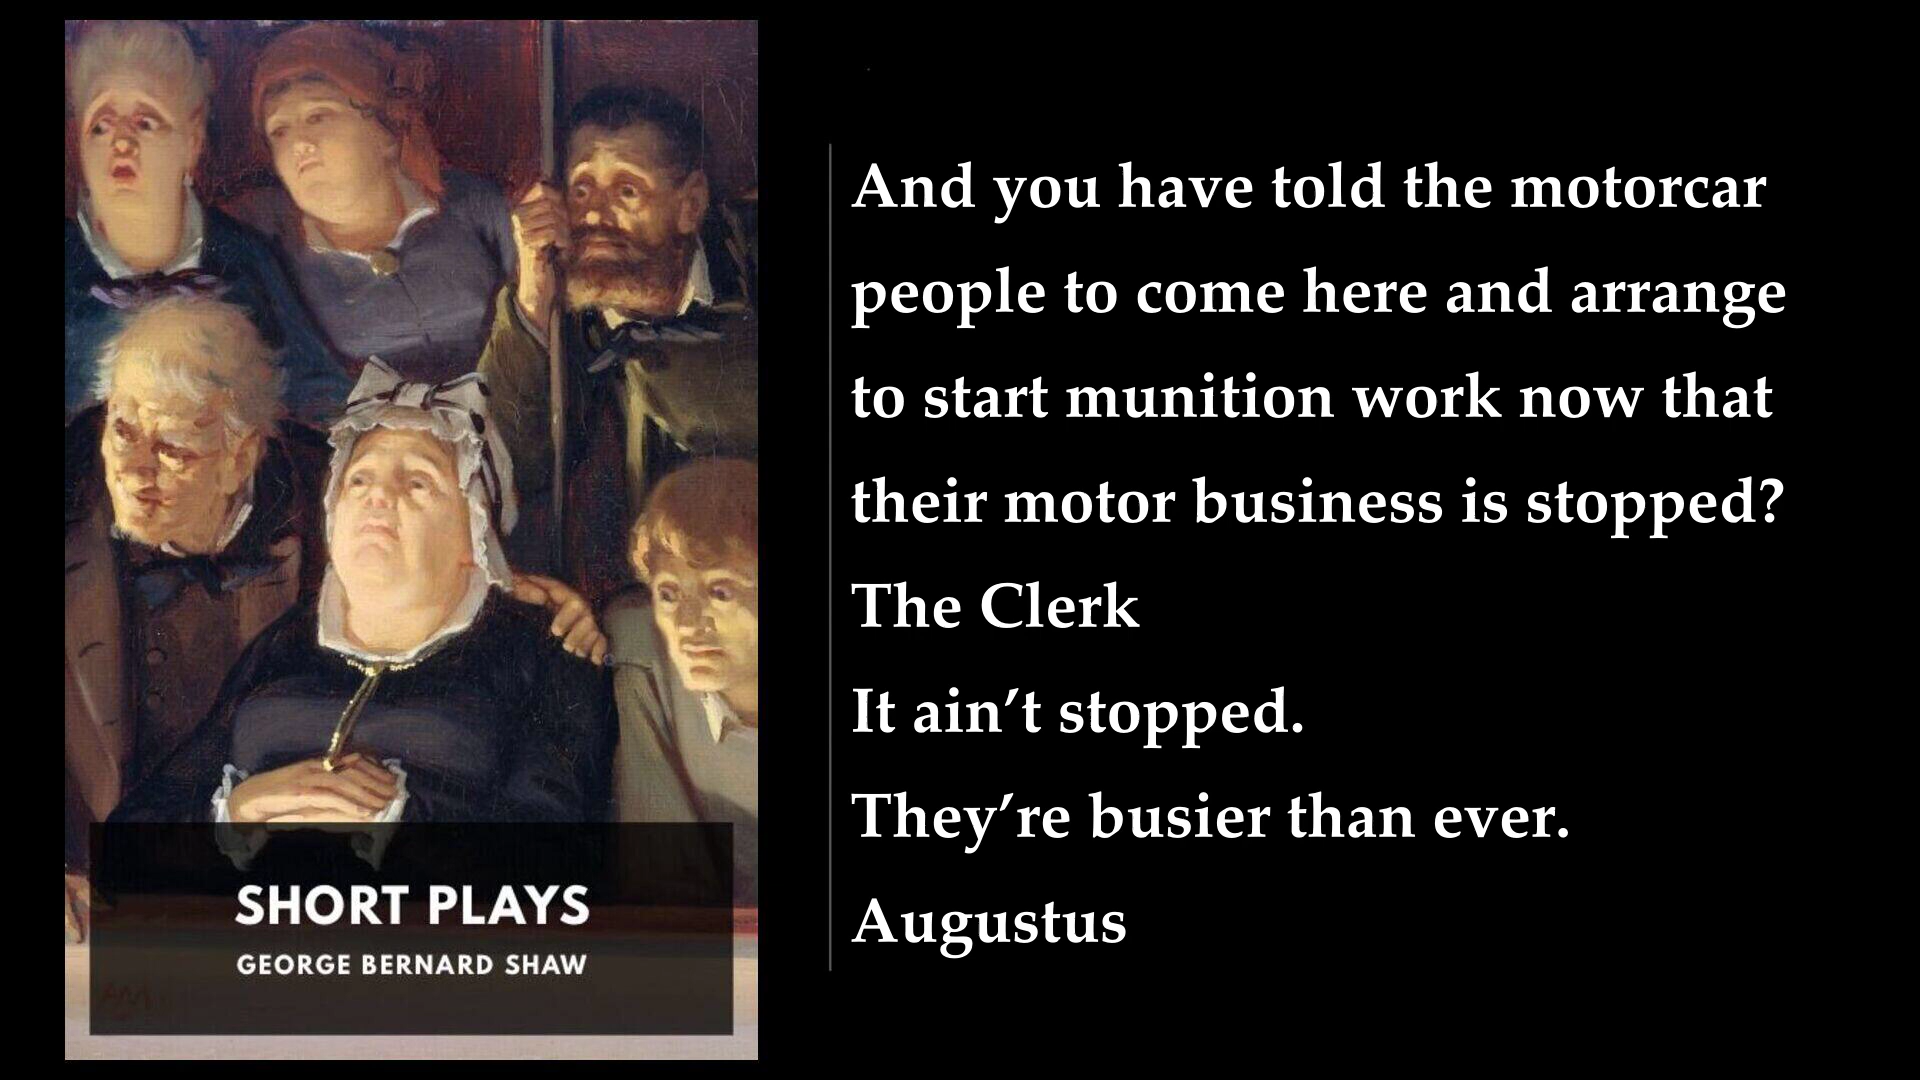 SHORT PLAYS
GEORGE BERNARD SHAW
And you have told the motorcar
people to come here and arrange
to start munition work now that
their motor business is stopped?
The Clerk
It ain’t stopped.
They’re busier than ever.
Augustus